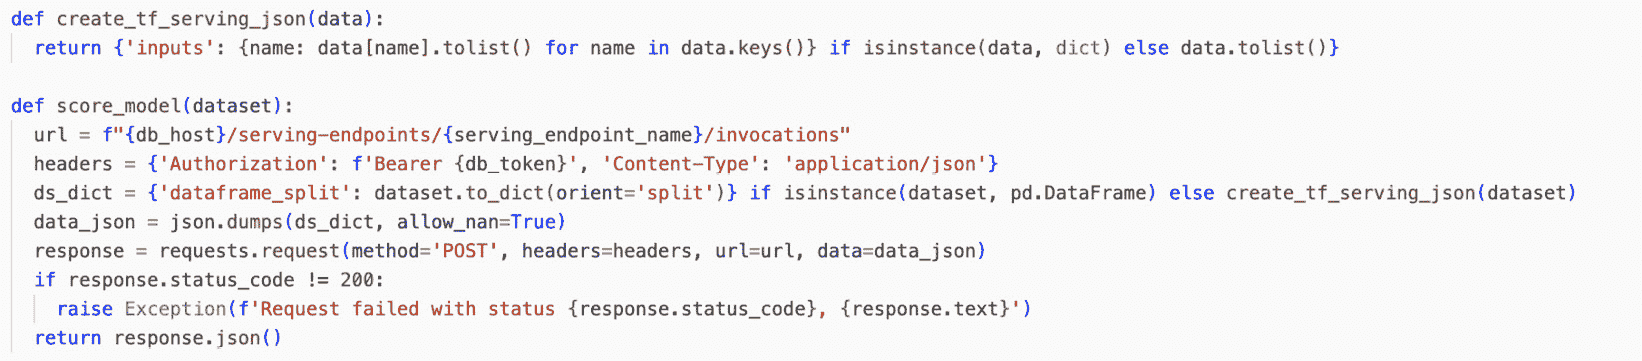 def create_tf_serving_json(data):
  return {'inputs': {name: data[name].tolist() for name in data.keys()} if isinstance(data, dict) else data.tolist()}

def score_model(dataset):
  url = f"{db_host}/serving-endpoints/{serving_endpoint_name}/invocations"
  headers = {'Authorization': f'Bearer {db_token}', 'Content-Type': 'application/json'}
  ds_dict = {'dataframe_split': dataset.to_dict(orient='split')} if isinstance(dataset, pd.DataFrame) else create_tf_serving_json(dataset)
  data_json = json.dumps(ds_dict, allow_nan=True)
  response = requests.request(method='POST', headers=headers, url=url, data=data_json)
  if response.status_code != 200:
    raise Exception(f'Request failed with status {response.status_code}, {response.text}')
  return response.json()